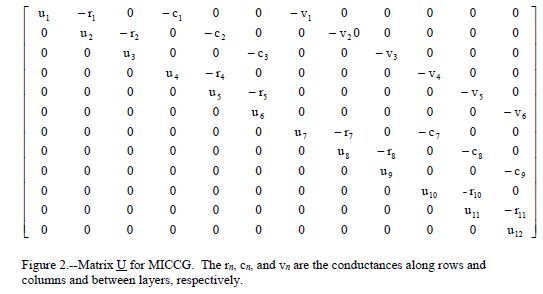 u₁ −r₁ 0 −c₁ 0 0 −v₁ 0 0 0 0 0
0 u₂ −r₂ 0 −c₂ 0 0 −v₂0 0 0 0 0
0 0 u₃ 0 0 −c₃ 0 0 −v₃ 0 0 0
0 0 0 u₄ −r₄ 0 0 0 0 −v₄ 0 0
0 0 0 0 u₅ −r₅ 0 0 0 0 −v₅ 0
0 0 0 0 0 u₆ 0 0 0 0 0 −v₆
0 0 0 0 0 0 u₇ −r₇ 0 −c₇ 0 0
0 0 0 0 0 0 0 u₈ −r₈ 0 −c₈ 0
0 0 0 0 0 0 0 0 u₉ 0 0 −c₉
0 0 0 0 0 0 0 0 0 u₁₀ -r₁₀ 0
0 0 0 0 0 0 0 0 0 0 u₁₁ −r₁₁
0 0 0 0 0 0 0 0 0 0 0 u₁₂
Figure 2.--Matrix U for MICCG. The rn, cn, and vn are the conductances along rows and
columns and between layers, respectively.